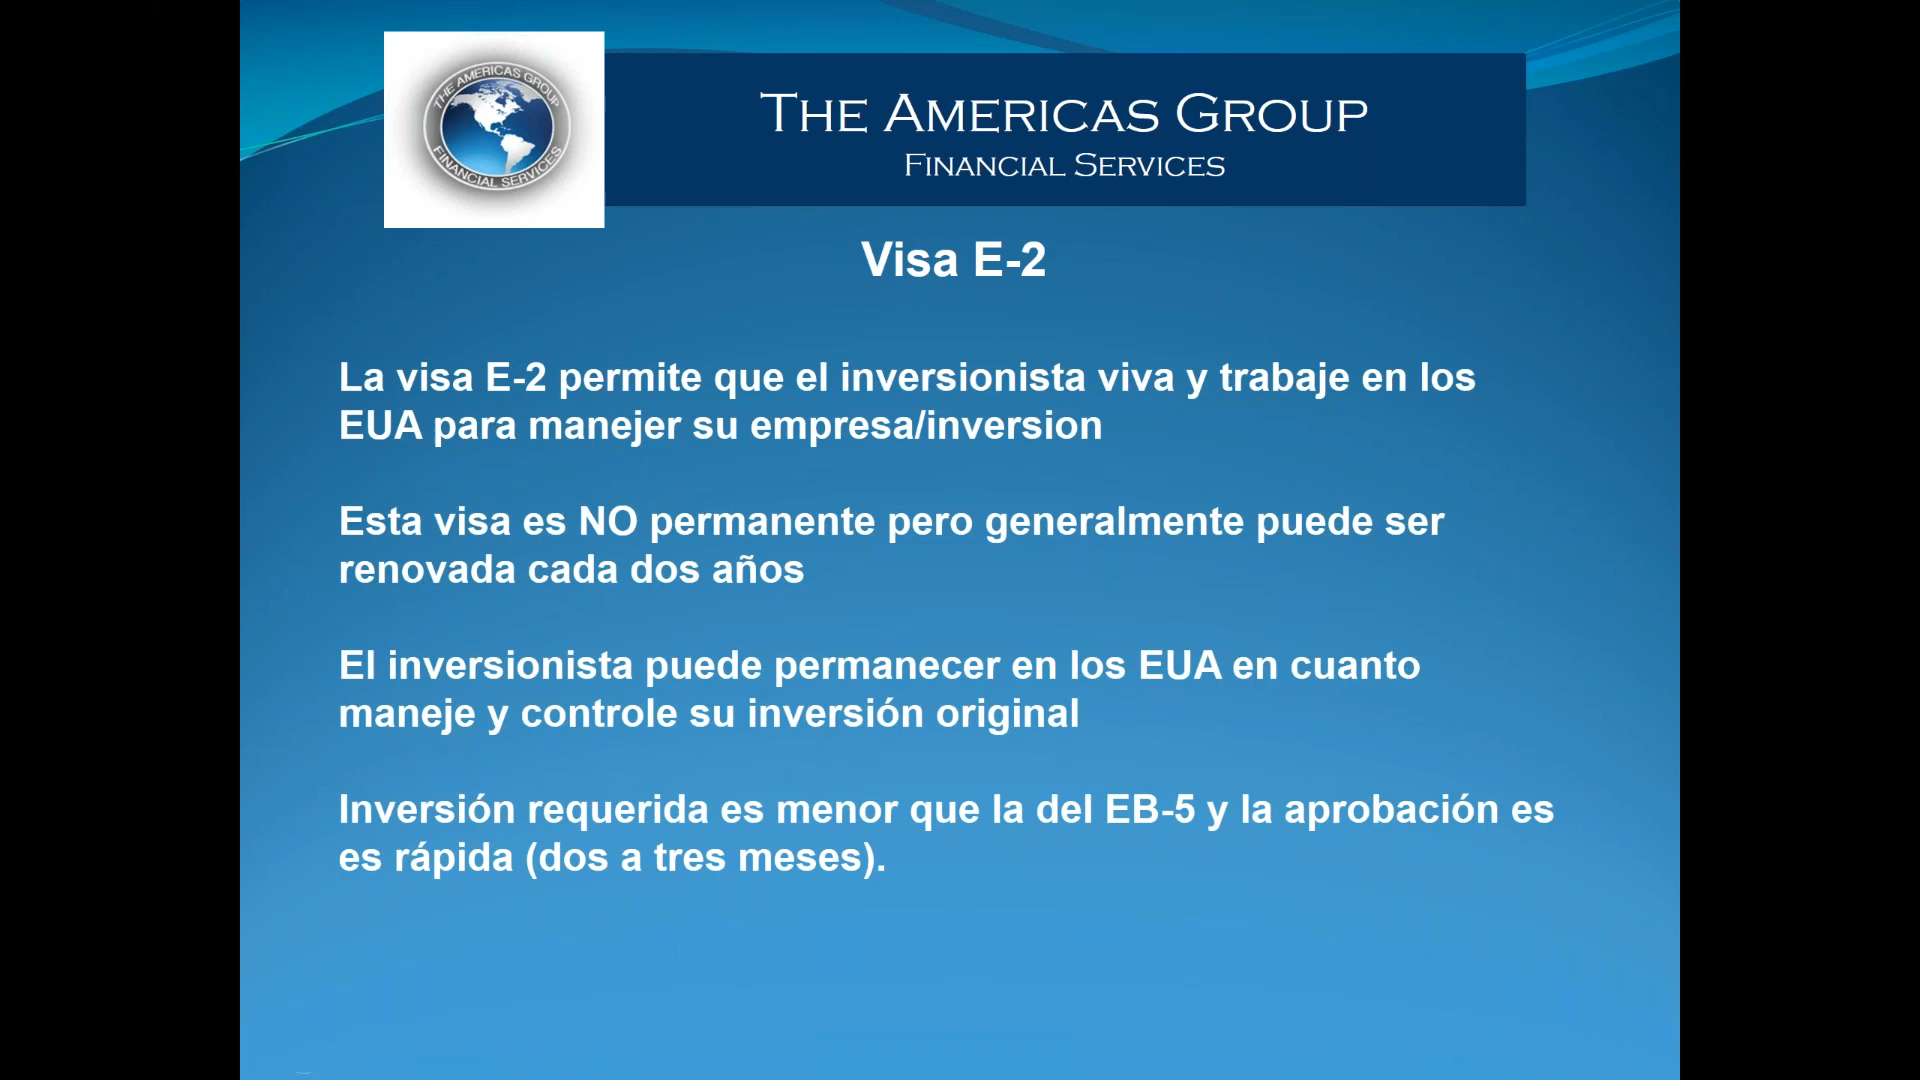 THE AMERICAS GROUP
FINANCIAL SERVICES
THE AMERICAS GROUP
FINANCIAL SERVICES
Visa E-2
La visa E-2 permite que el inversionista viva y trabaje en los
EUA para manejer su empresa/inversion
Esta visa es NO permanente pero generalmente puede ser
renovada cada dos años
El inversionista puede permanecer en los EUA en cuanto
maneje y controle su inversión original
Inversión requerida es menor que la del EB-5 y la aprobación es
es rápida (dos a tres meses).